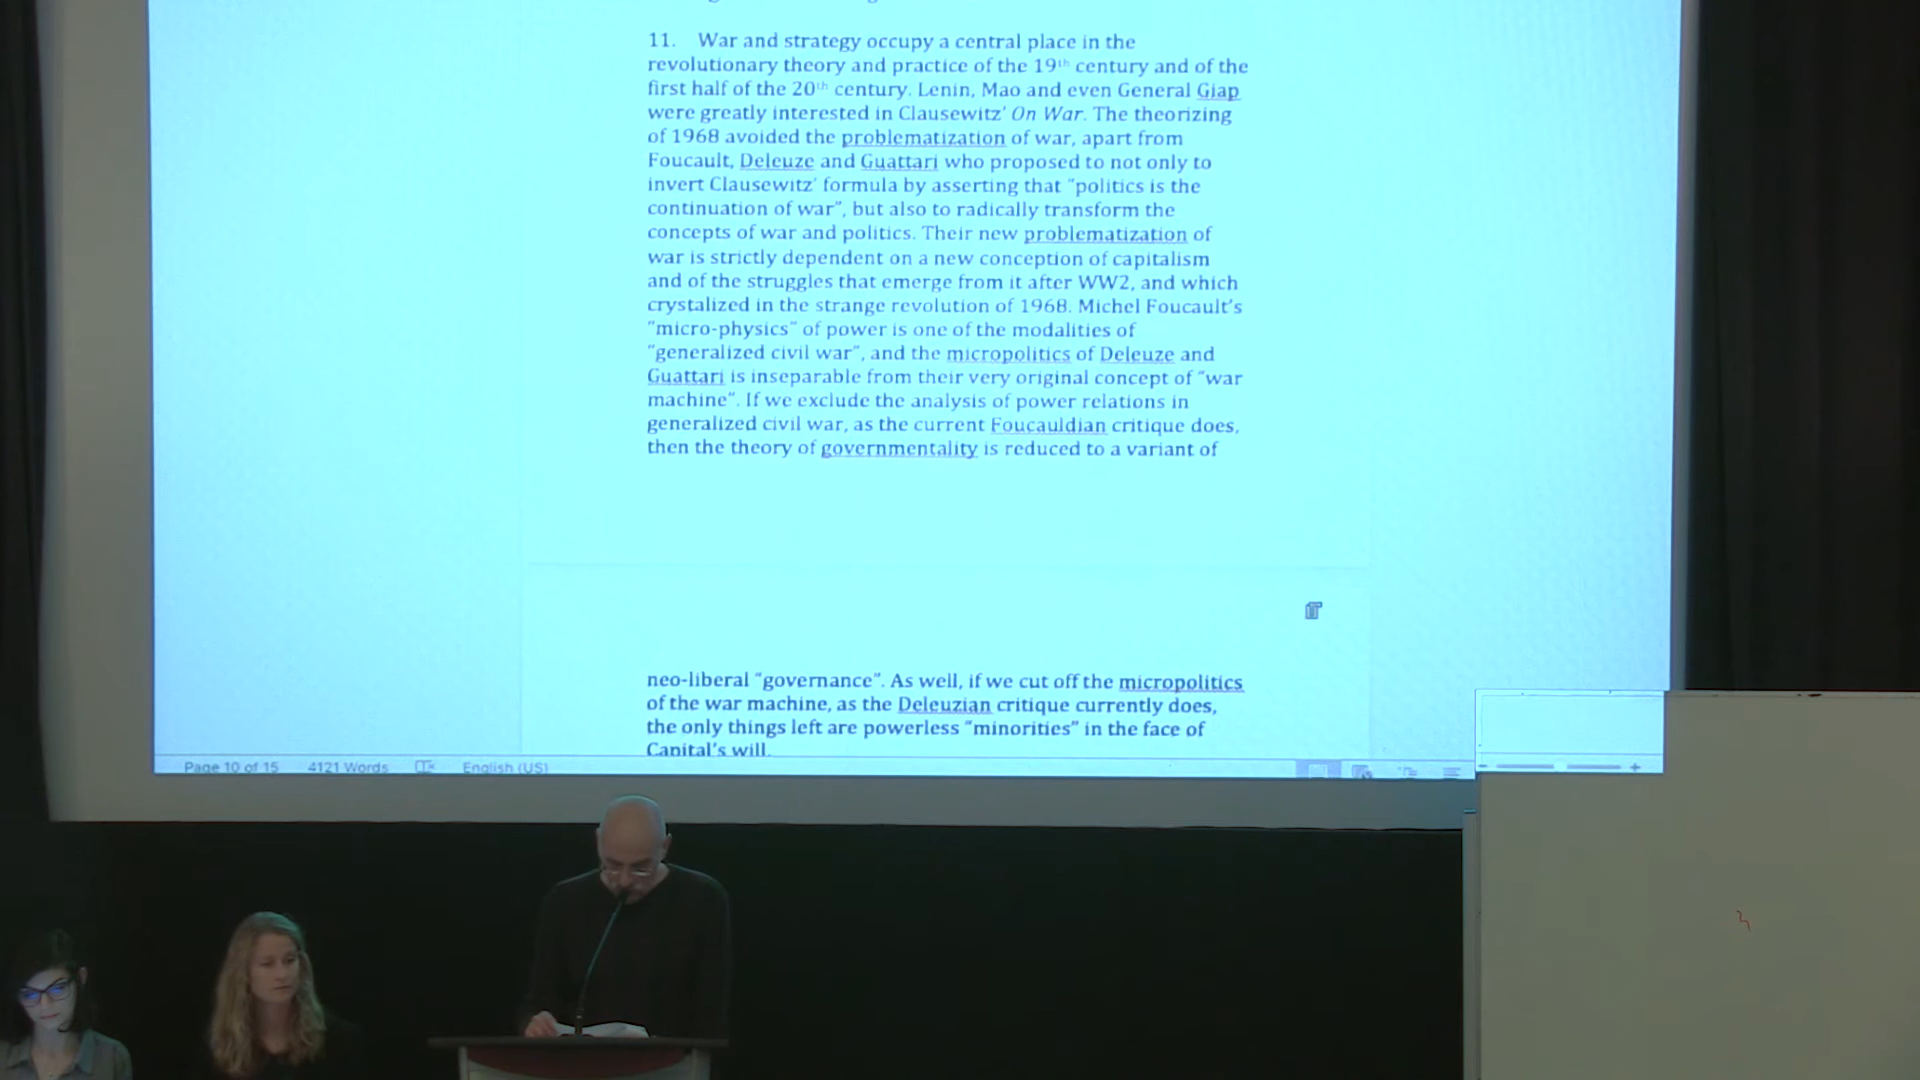 11. War and strategy occupy a central place in the
revolutionary theory and practice of the 19th century and of the
first half of the 20th century. Lenin, Mao and even General Giap
were greatly interested in Clausewitz' On War. The theorizing
of 1968 avoided the problematization of war, apart from
Foucault, Deleuze and Guattari who proposed to not only to
invert Clausewitz' formula by asserting that "politics is the
continuation of war", but also to radically transform the
concepts of war and politics. Their new problematization of
war is strictly dependent on a new conception of capitalism
and of the struggles that emerge from it after WW2, and which
crystalized in the strange revolution of 1968. Michel Foucault's
"micro-physics" of power is one of the modalities of
"generalized civil war", and the micropolitics of Deleuze and
Guattari is inseparable from their very original concept of "war
machine". If we exclude the analysis of power relations in
generalized civil war, as the current Foucauldian critique does,
then the theory of governmentality is reduced to a variant of
neo-liberal "governance". As well, if we cut off the micropolitics
of the war machine, as the Deleuzian critique currently does,
the only things left are powerless "minorities" in the face of
Capital's will.
Page 10 of 15 4121 Words English (US)